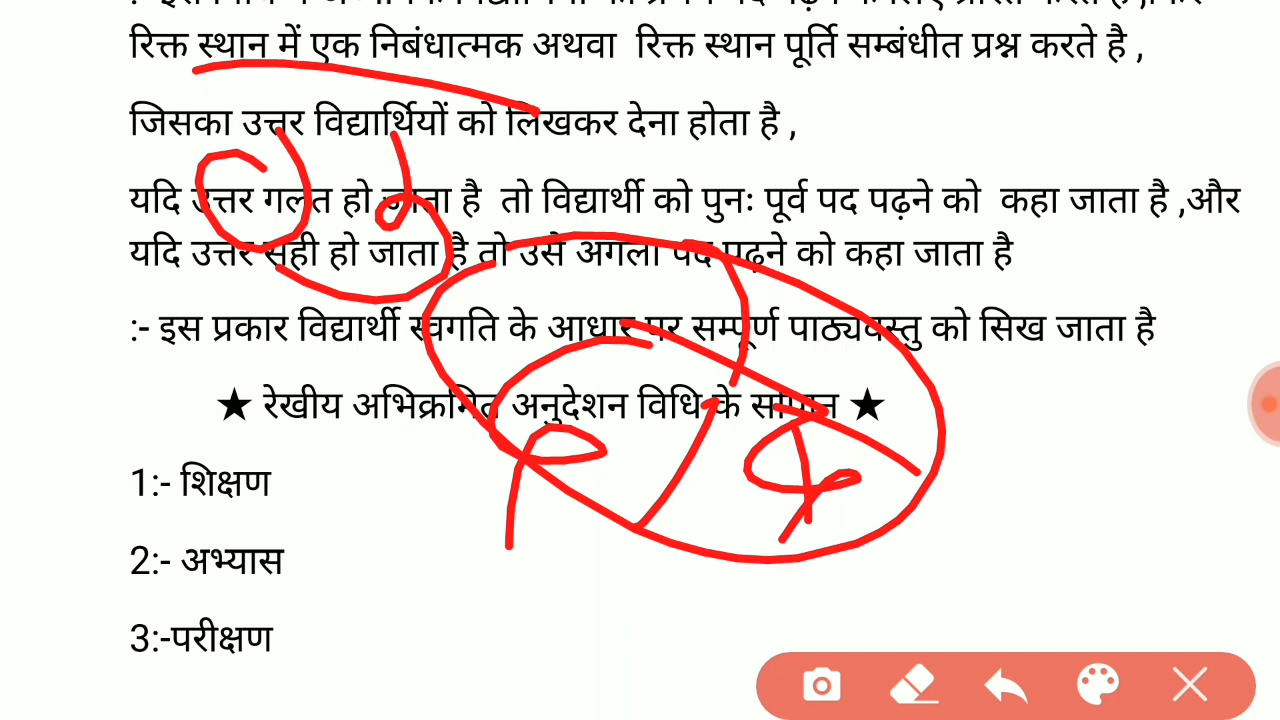 रिक्त स्थान में एक निबंधात्मक अथवा रिक्त स्थान पूर्ति सम्बंधीत प्रश्न करते है ,
जिसका उत्तर विद्यार्थियों को लिखकर देना होता है ,
यदि उत्तर गलत हो जाता है तो विद्यार्थी को पुनः पूर्व पद पढ़ने को कहा जाता है ,और
यदि उत्तर सही हो जाता है तो उसे अगला पद पढ़ने को कहा जाता है
:- इस प्रकार विद्यार्थी स्वगति के आधार पर सम्पूर्ण पाठ्यवस्तु को सिख जाता है
★ रेखीय अभिक्रमित अनुदेशन विधि के सोपान ★
1:- शिक्षण
2:- अभ्यास
3:-परीक्षण